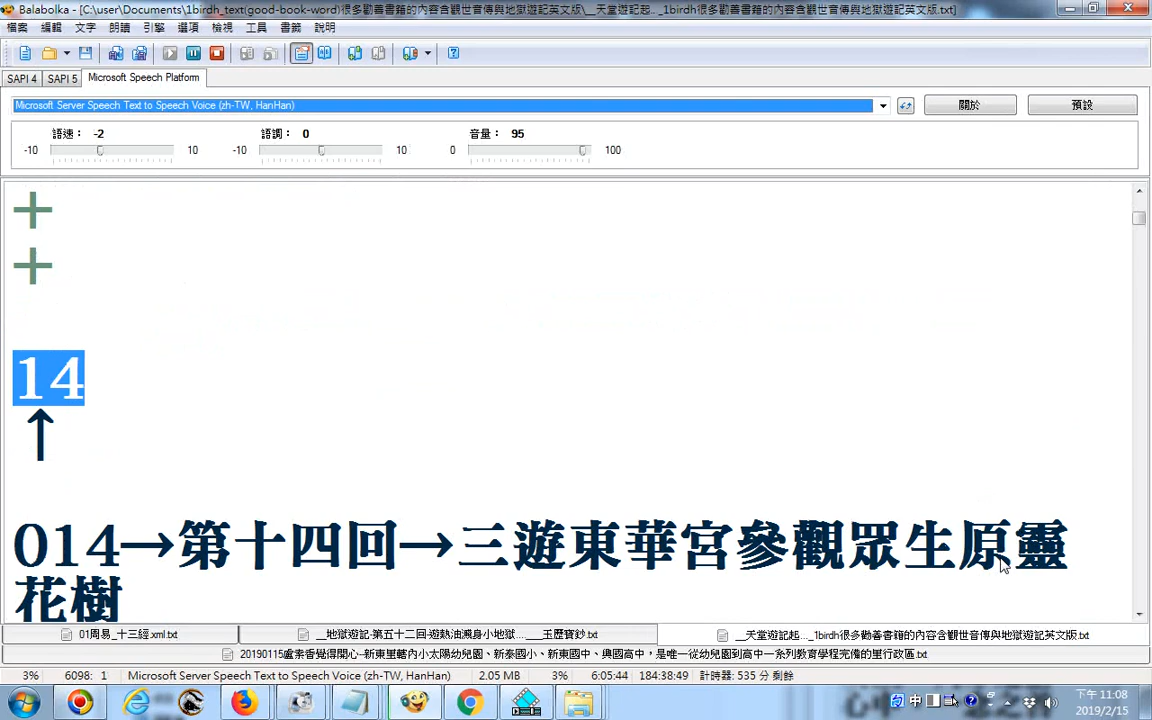 Balabolka - [C:\user\Documents\1birdh_text(good-book-word)很多勸善書籍的內容含觀世音傳與地獄遊記英文版\__天堂遊記起..._1birdh很多勸善書籍的內容含觀世音傳與地獄遊記英文版.txt]
檔案 編輯 文字 朗讀 引擎 選項 檢視 工具 書籤 說明
SAPI 4 SAPI 5 Microsoft Speech Platform
Microsoft Server Speech Text to Speech Voice (zh-TW, HanHan) 關於 預設
語速： -2 語調： 0 音量： 95
-10 10 -10 10 0 100
+
+
14
↑
014→第十四回→三遊東華宮參觀眾生原靈
花樹
01周易_十三經.xml.txt __地獄遊記-第五十二回-遊熱油濺身小地獄...____玉歷寶鈔.txt __天堂遊記起..._1birdh很多勸善書籍的內容含觀世音傳與地獄遊記英文版.txt
20190115盧素香覺得開心-新東里轄內小太陽幼兒園、新泰國小、新東國中、興國高中，是唯一從幼兒園到高中一系列教育學程完備的里行政區.txt
3% 6098: 1 Microsoft Server Speech Text to Speech Voice (zh-TW, HanHan) 2.05 MB 3% 6:05:44 184:38:49 計時器: 535 分 剩餘
中
下午 11:08
2019/2/15